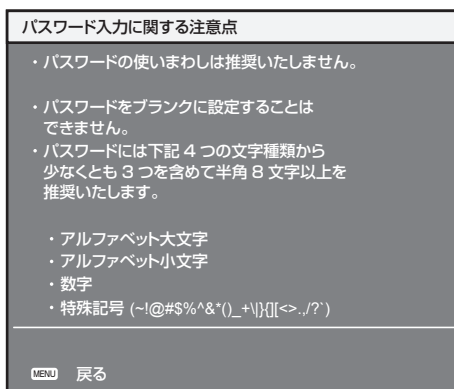 パスワード入力に関する注意点
・パスワードの使いまわしは推奨いたしません。
・パスワードをブランクに設定することは
できません。
・パスワードには下記 4 つの文字種類から
少なくとも 3 つを含めて半角 8 文字以上を
推奨いたします。
・アルファベット大文字
・アルファベット小文字
・数字
・特殊記号 (~!@#$%^&*()_+\|}{][<>.,/?`)
MENU 戻る